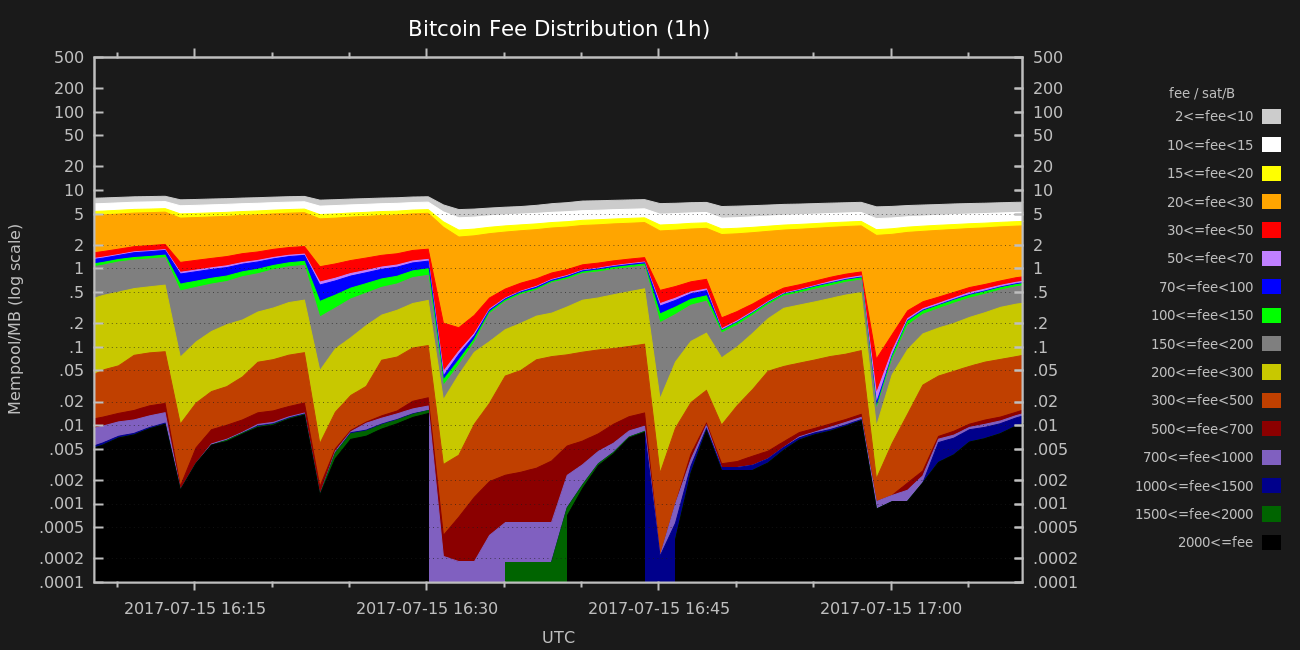 Bitcoin Fee Distribution (1h)
500 500
200 200
100 100
50 50
20 20
10 10
5 5
2 2
1 1
.5 .5
.2 .2
.1 .1
.05 .05
.02 .02
.01 .01
.005 .005
.002 .002
.001 .001
.0005 .0005
.0002 .0002
.0001 .0001
Mempool/MB (log scale)
2017-07-15 16:15 2017-07-15 16:30 2017-07-15 16:45 2017-07-15 17:00
UTC
fee / sat/B
2<=fee<10
10<=fee<15
15<=fee<20
20<=fee<30
30<=fee<50
50<=fee<70
70<=fee<100
100<=fee<150
150<=fee<200
200<=fee<300
300<=fee<500
500<=fee<700
700<=fee<1000
1000<=fee<1500
1500<=fee<2000
2000<=fee